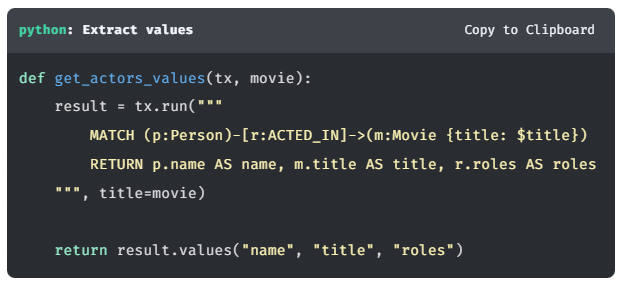 python: Extract values
Copy to Clipboard
def get_actors_values(tx, movie):
    result = tx.run("""
        MATCH (p:Person)-[r:ACTED_IN]->(m:Movie {title: $title})
        RETURN p.name AS name, m.title AS title, r.roles AS roles
    """, title=movie)
    return result.values("name", "title", "roles")